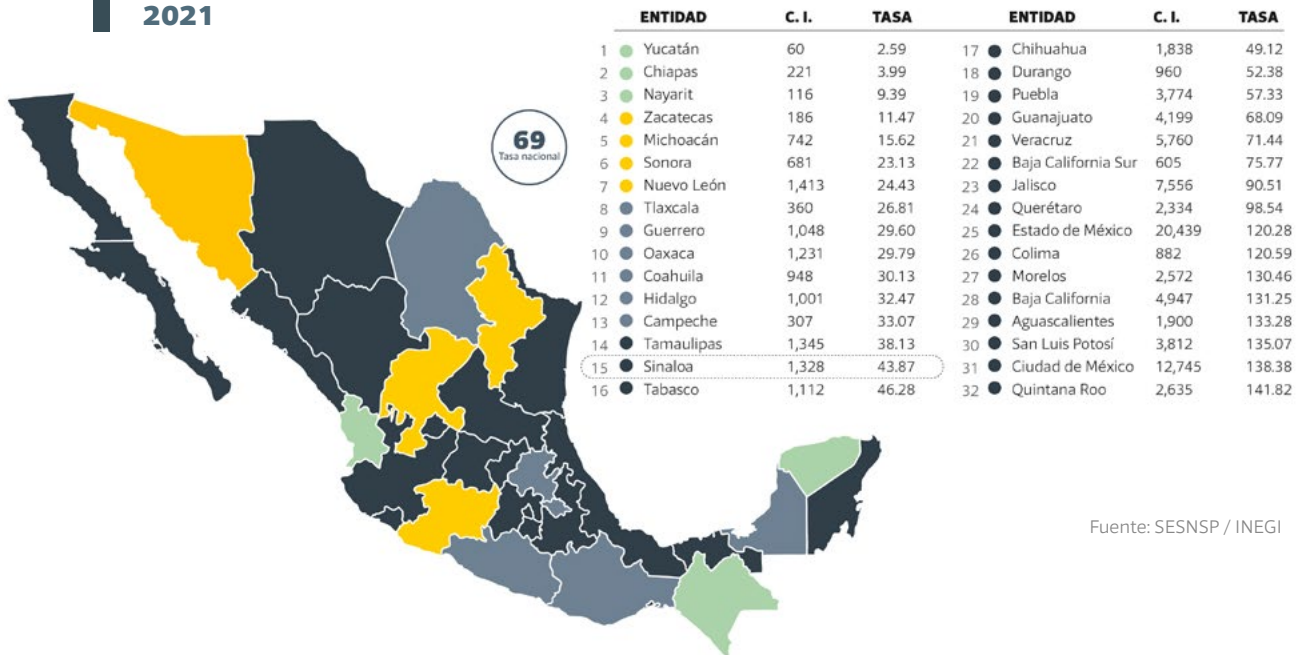 2021
69
Tasa nacional
ENTIDAD C. I. TASA
1 Yucatán 60 2.59
2 Chiapas 221 3.99
3 Nayarit 116 9.39
4 Zacatecas 186 11.47
5 Michoacán 742 15.62
6 Sonora 681 23.13
7 Nuevo León 1,413 24.43
8 Tlaxcala 360 26.81
9 Guerrero 1,048 29.60
10 Oaxaca 1,231 29.79
11 Coahuila 948 30.13
12 Hidalgo 1,001 32.47
13 Campeche 307 33.07
14 Tamaulipas 1,345 38.13
15 Sinaloa 1,328 43.87
16 Tabasco 1,112 46.28
ENTIDAD C. I. TASA
17 Chihuahua 1,838 49.12
18 Durango 960 52.38
19 Puebla 3,774 57.33
20 Guanajuato 4,199 68.09
21 Veracruz 5,760 71.44
22 Baja California Sur 605 75.77
23 Jalisco 7,556 90.51
24 Querétaro 2,334 98.54
25 Estado de México 20,439 120.28
26 Colima 882 120.59
27 Morelos 2,572 130.46
28 Baja California 4,947 131.25
29 Aguascalientes 1,900 133.28
30 San Luis Potosí 3,812 135.07
31 Ciudad de México 12,745 138.38
32 Quintana Roo 2,635 141.82
Fuente: SESNSP / INEGI